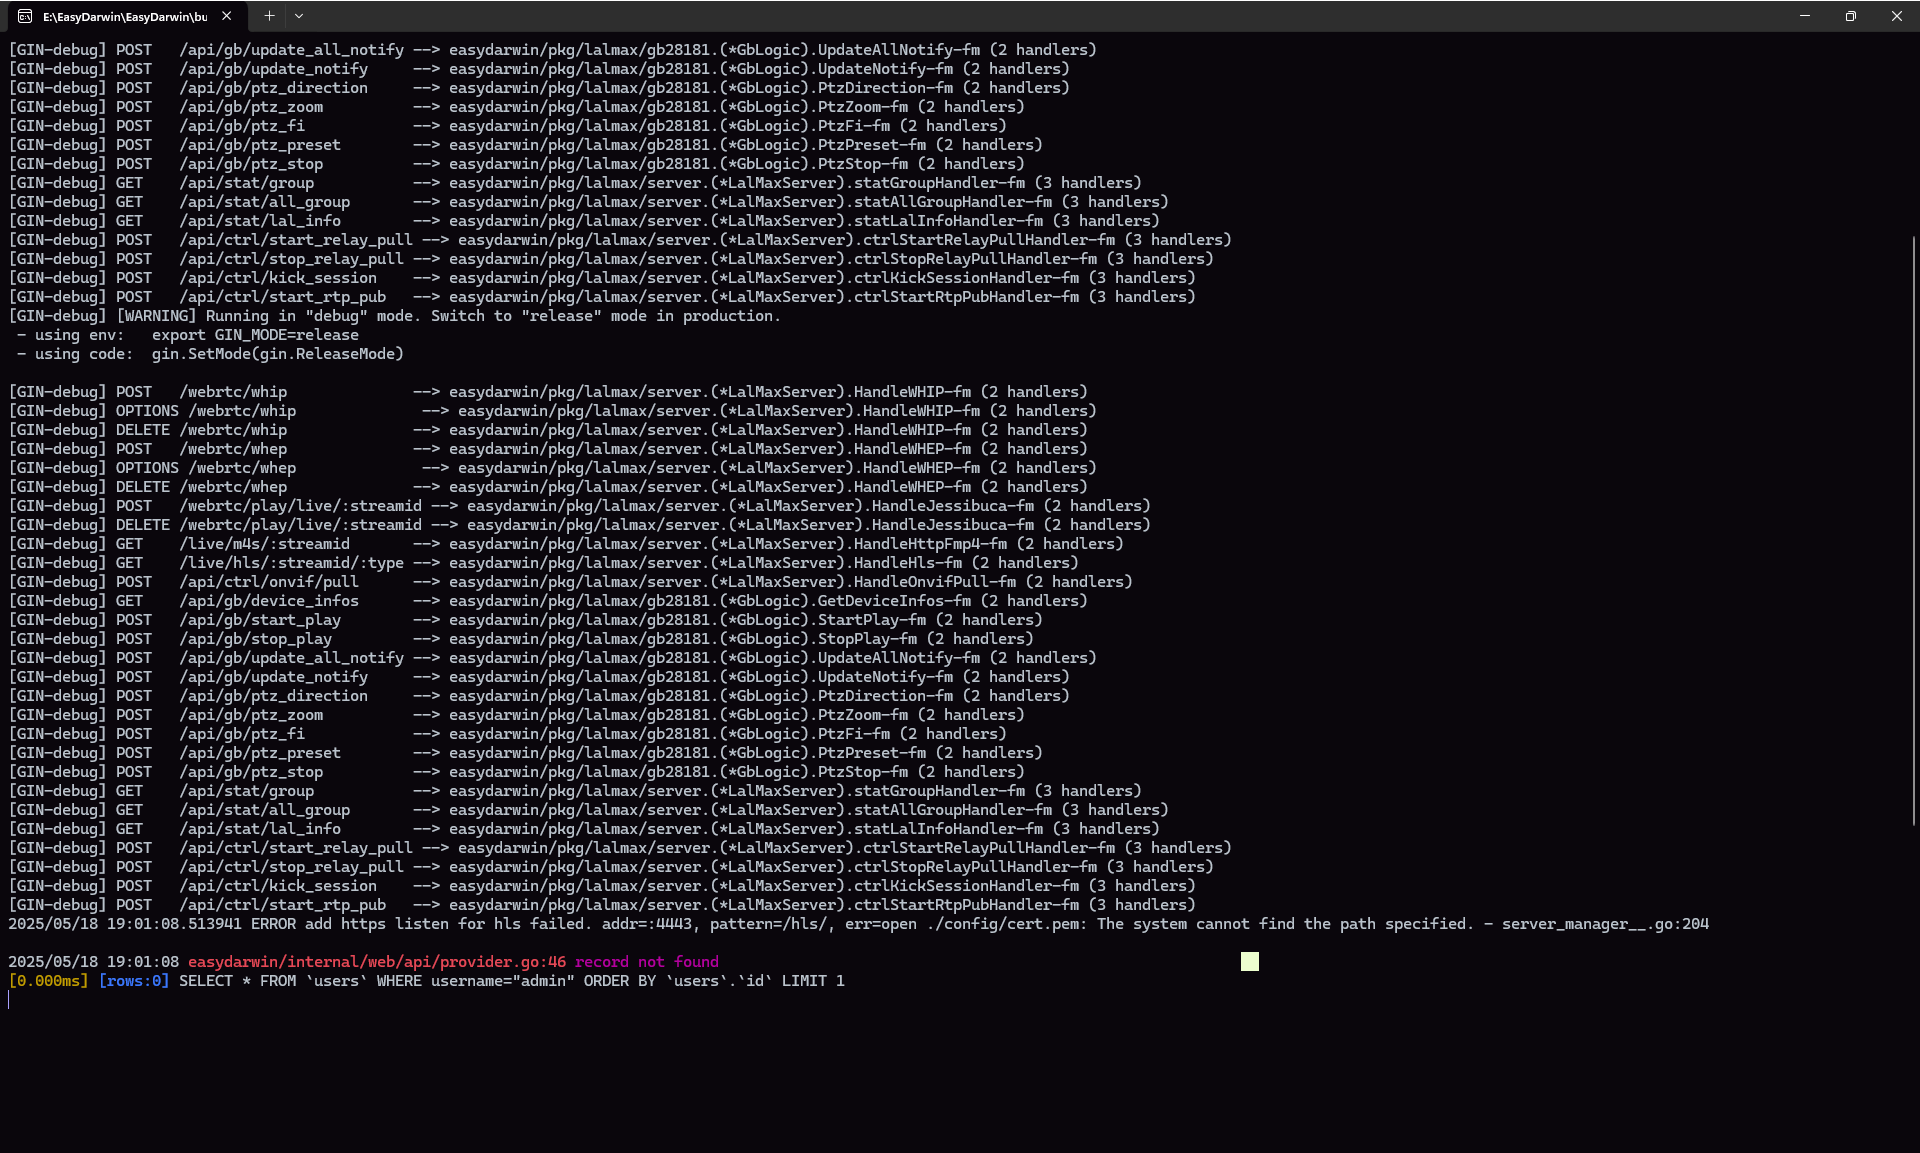 E:\EasyDarwin\EasyDarwin\bu
[GIN-debug] POST   /api/gb/update_all_notify --> easydarwin/pkg/lalmax/gb28181.(*GbLogic).UpdateAllNotify-fm (2 handlers)
[GIN-debug] POST   /api/gb/update_notify     --> easydarwin/pkg/lalmax/gb28181.(*GbLogic).UpdateNotify-fm (2 handlers)
[GIN-debug] POST   /api/gb/ptz_direction     --> easydarwin/pkg/lalmax/gb28181.(*GbLogic).PtzDirection-fm (2 handlers)
[GIN-debug] POST   /api/gb/ptz_zoom          --> easydarwin/pkg/lalmax/gb28181.(*GbLogic).PtzZoom-fm (2 handlers)
[GIN-debug] POST   /api/gb/ptz_fi            --> easydarwin/pkg/lalmax/gb28181.(*GbLogic).PtzFi-fm (2 handlers)
[GIN-debug] POST   /api/gb/ptz_preset        --> easydarwin/pkg/lalmax/gb28181.(*GbLogic).PtzPreset-fm (2 handlers)
[GIN-debug] POST   /api/gb/ptz_stop          --> easydarwin/pkg/lalmax/gb28181.(*GbLogic).PtzStop-fm (2 handlers)
[GIN-debug] GET    /api/stat/group           --> easydarwin/pkg/lalmax/server.(*LalMaxServer).statGroupHandler-fm (3 handlers)
[GIN-debug] GET    /api/stat/all_group       --> easydarwin/pkg/lalmax/server.(*LalMaxServer).statAllGroupHandler-fm (3 handlers)
[GIN-debug] GET    /api/stat/lal_info        --> easydarwin/pkg/lalmax/server.(*LalMaxServer).statLalInfoHandler-fm (3 handlers)
[GIN-debug] POST   /api/ctrl/start_relay_pull --> easydarwin/pkg/lalmax/server.(*LalMaxServer).ctrlStartRelayPullHandler-fm (3 handlers)
[GIN-debug] POST   /api/ctrl/stop_relay_pull --> easydarwin/pkg/lalmax/server.(*LalMaxServer).ctrlStopRelayPullHandler-fm (3 handlers)
[GIN-debug] POST   /api/ctrl/kick_session    --> easydarwin/pkg/lalmax/server.(*LalMaxServer).ctrlKickSessionHandler-fm (3 handlers)
[GIN-debug] POST   /api/ctrl/start_rtp_pub   --> easydarwin/pkg/lalmax/server.(*LalMaxServer).ctrlStartRtpPubHandler-fm (3 handlers)
[GIN-debug] [WARNING] Running in "debug" mode. Switch to "release" mode in production.
 - using env:   export GIN_MODE=release
 - using code:  gin.SetMode(gin.ReleaseMode)
[GIN-debug] POST   /webrtc/whip              --> easydarwin/pkg/lalmax/server.(*LalMaxServer).HandleWHIP-fm (2 handlers)
[GIN-debug] OPTIONS /webrtc/whip              --> easydarwin/pkg/lalmax/server.(*LalMaxServer).HandleWHIP-fm (2 handlers)
[GIN-debug] DELETE /webrtc/whip              --> easydarwin/pkg/lalmax/server.(*LalMaxServer).HandleWHIP-fm (2 handlers)
[GIN-debug] POST   /webrtc/whep              --> easydarwin/pkg/lalmax/server.(*LalMaxServer).HandleWHEP-fm (2 handlers)
[GIN-debug] OPTIONS /webrtc/whep              --> easydarwin/pkg/lalmax/server.(*LalMaxServer).HandleWHEP-fm (2 handlers)
[GIN-debug] DELETE /webrtc/whep              --> easydarwin/pkg/lalmax/server.(*LalMaxServer).HandleWHEP-fm (2 handlers)
[GIN-debug] POST   /webrtc/play/live/:streamid --> easydarwin/pkg/lalmax/server.(*LalMaxServer).HandleJessibuca-fm (2 handlers)
[GIN-debug] DELETE /webrtc/play/live/:streamid --> easydarwin/pkg/lalmax/server.(*LalMaxServer).HandleJessibuca-fm (2 handlers)
[GIN-debug] GET    /live/m4s/:streamid       --> easydarwin/pkg/lalmax/server.(*LalMaxServer).HandleHttpFmp4-fm (2 handlers)
[GIN-debug] GET    /live/hls/:streamid/:type --> easydarwin/pkg/lalmax/server.(*LalMaxServer).HandleHls-fm (2 handlers)
[GIN-debug] POST   /api/ctrl/onvif/pull      --> easydarwin/pkg/lalmax/server.(*LalMaxServer).HandleOnvifPull-fm (2 handlers)
[GIN-debug] GET    /api/gb/device_infos      --> easydarwin/pkg/lalmax/gb28181.(*GbLogic).GetDeviceInfos-fm (2 handlers)
[GIN-debug] POST   /api/gb/start_play        --> easydarwin/pkg/lalmax/gb28181.(*GbLogic).StartPlay-fm (2 handlers)
[GIN-debug] POST   /api/gb/stop_play         --> easydarwin/pkg/lalmax/gb28181.(*GbLogic).StopPlay-fm (2 handlers)
[GIN-debug] POST   /api/gb/update_all_notify --> easydarwin/pkg/lalmax/gb28181.(*GbLogic).UpdateAllNotify-fm (2 handlers)
[GIN-debug] POST   /api/gb/update_notify     --> easydarwin/pkg/lalmax/gb28181.(*GbLogic).UpdateNotify-fm (2 handlers)
[GIN-debug] POST   /api/gb/ptz_direction     --> easydarwin/pkg/lalmax/gb28181.(*GbLogic).PtzDirection-fm (2 handlers)
[GIN-debug] POST   /api/gb/ptz_zoom          --> easydarwin/pkg/lalmax/gb28181.(*GbLogic).PtzZoom-fm (2 handlers)
[GIN-debug] POST   /api/gb/ptz_fi            --> easydarwin/pkg/lalmax/gb28181.(*GbLogic).PtzFi-fm (2 handlers)
[GIN-debug] POST   /api/gb/ptz_preset        --> easydarwin/pkg/lalmax/gb28181.(*GbLogic).PtzPreset-fm (2 handlers)
[GIN-debug] POST   /api/gb/ptz_stop          --> easydarwin/pkg/lalmax/gb28181.(*GbLogic).PtzStop-fm (2 handlers)
[GIN-debug] GET    /api/stat/group           --> easydarwin/pkg/lalmax/server.(*LalMaxServer).statGroupHandler-fm (3 handlers)
[GIN-debug] GET    /api/stat/all_group       --> easydarwin/pkg/lalmax/server.(*LalMaxServer).statAllGroupHandler-fm (3 handlers)
[GIN-debug] GET    /api/stat/lal_info        --> easydarwin/pkg/lalmax/server.(*LalMaxServer).statLalInfoHandler-fm (3 handlers)
[GIN-debug] POST   /api/ctrl/start_relay_pull --> easydarwin/pkg/lalmax/server.(*LalMaxServer).ctrlStartRelayPullHandler-fm (3 handlers)
[GIN-debug] POST   /api/ctrl/stop_relay_pull --> easydarwin/pkg/lalmax/server.(*LalMaxServer).ctrlStopRelayPullHandler-fm (3 handlers)
[GIN-debug] POST   /api/ctrl/kick_session    --> easydarwin/pkg/lalmax/server.(*LalMaxServer).ctrlKickSessionHandler-fm (3 handlers)
[GIN-debug] POST   /api/ctrl/start_rtp_pub   --> easydarwin/pkg/lalmax/server.(*LalMaxServer).ctrlStartRtpPubHandler-fm (3 handlers)
2025/05/18 19:01:08.513941 ERROR add https listen for hls failed. addr=:4443, pattern=/hls/, err=open ./config/cert.pem: The system cannot find the path specified. - server_manager__.go:204
2025/05/18 19:01:08 easydarwin/internal/web/api/provider.go:46 record not found
[0.000ms] [rows:0] SELECT * FROM `users` WHERE username="admin" ORDER BY `users`.`id` LIMIT 1